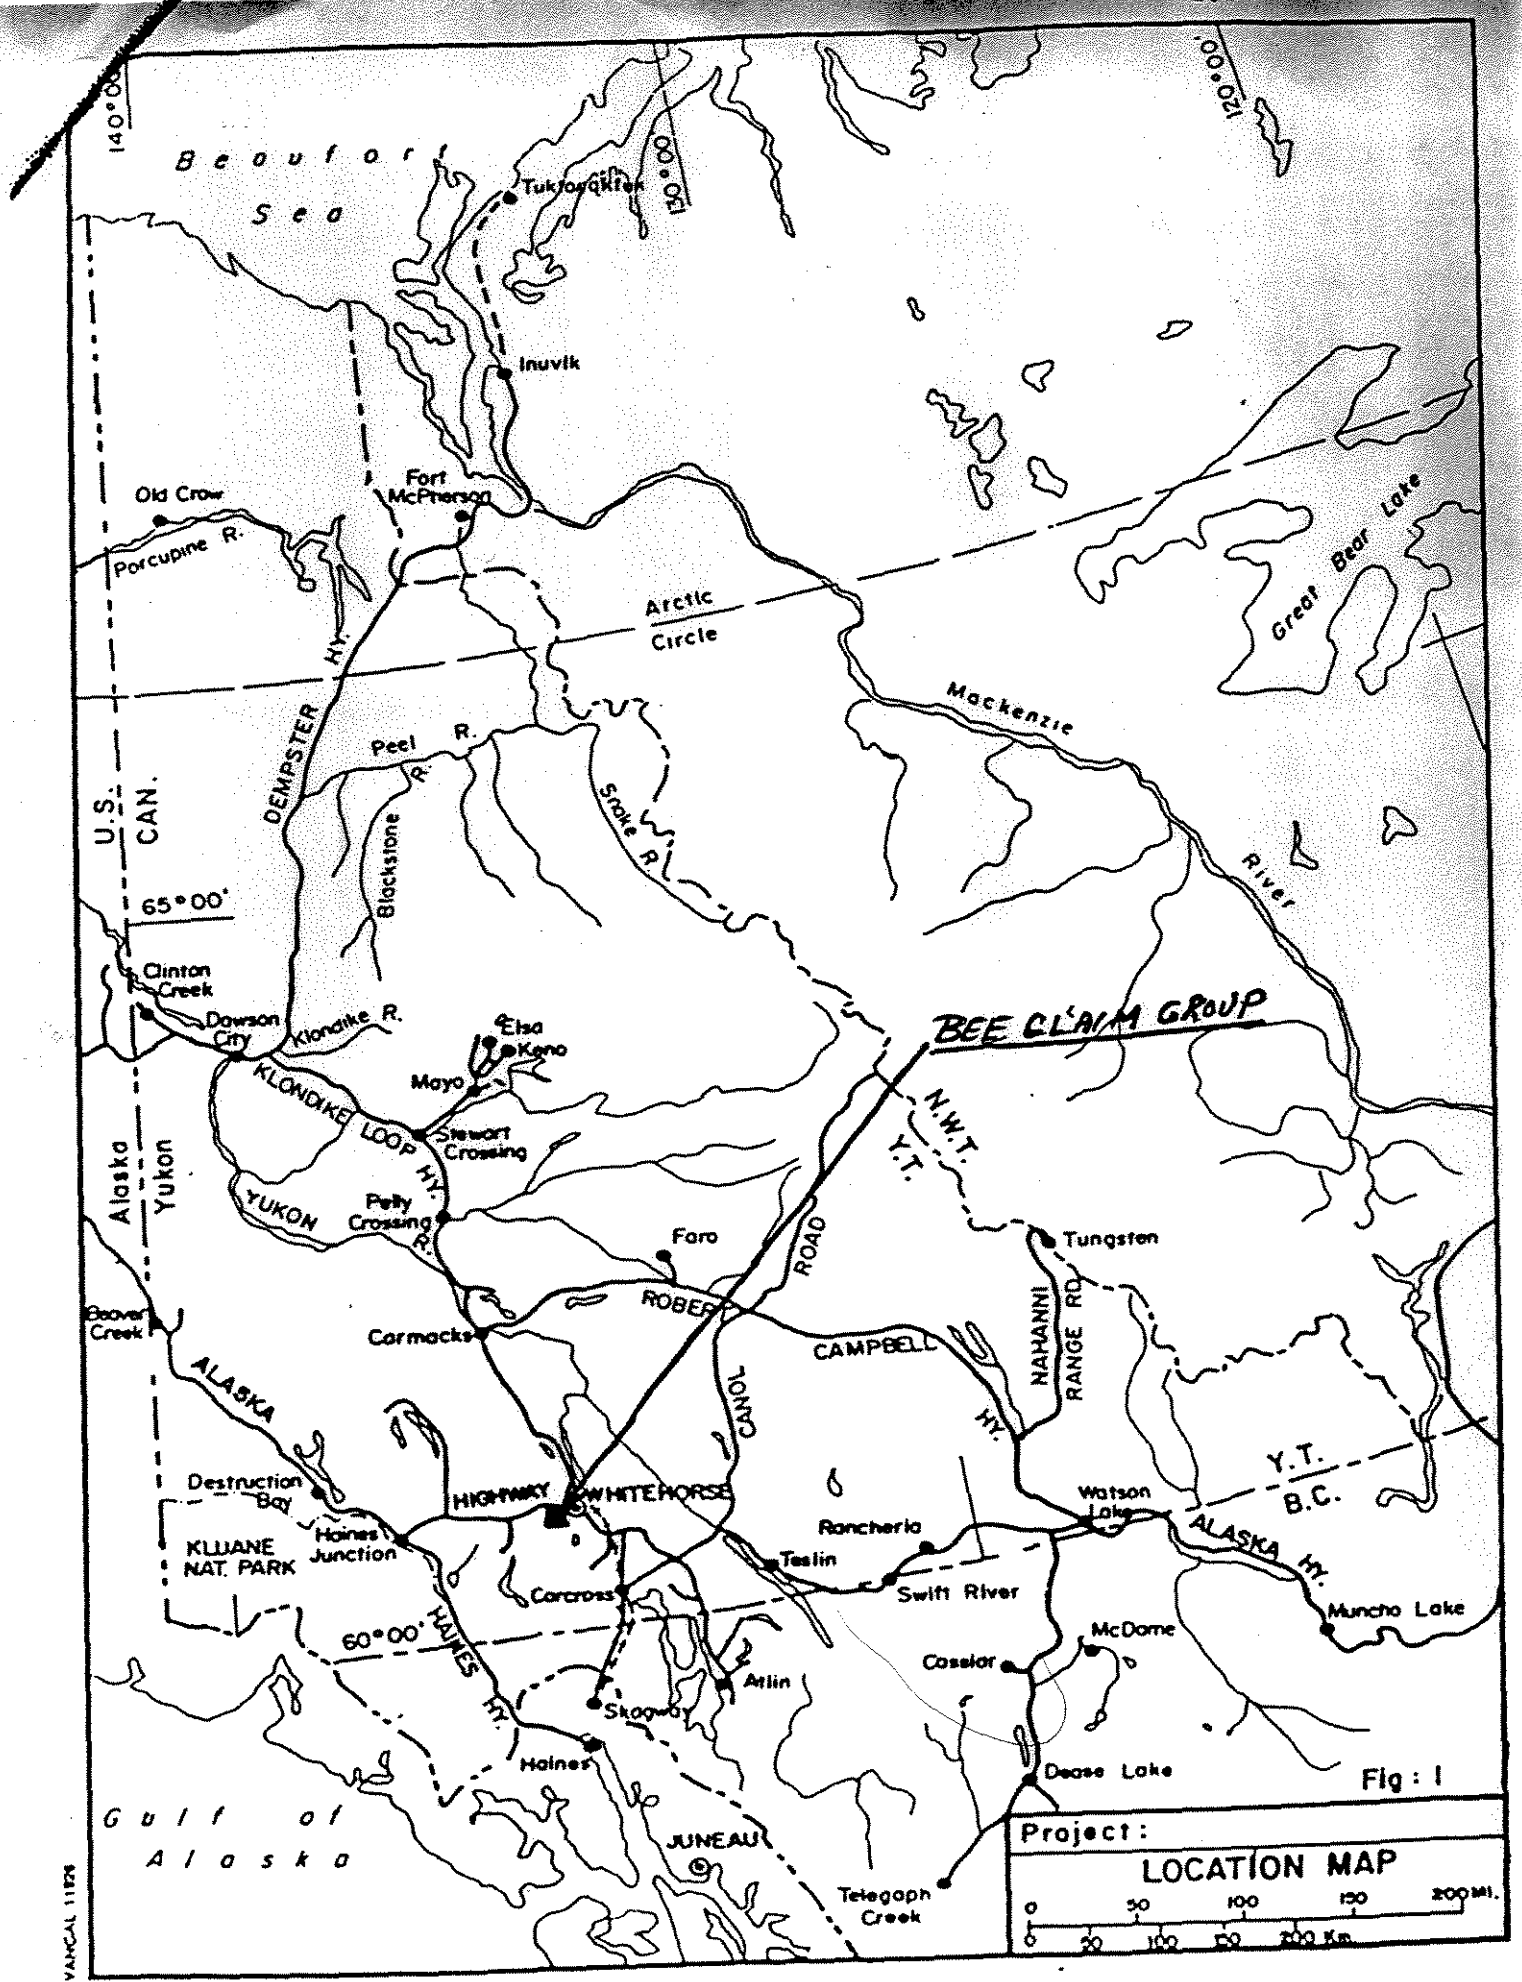 140°00'
130°00'
120°00'
Beaufort
Sea
Tuktoyaktuk
Inuvik
Fort
McPherson
Old Crow
Porcupine R.
Great Bear Lake
Arctic
Circle
DEMPSTER HY.
Mackenzie
River
Peel R.
Snake R.
Blackstone R.
U.S.
CAN.
65°00'
Clinton
Creek
Dawson
City
Klondike R.
Elsa
Keno
Mayo
BEE CLAIM GROUP
KLONDIKE LOOP HY.
Stewart
Crossing
N.W.T.
Y.T.
Alaska
Yukon
YUKON R.
Pelly
Crossing
Faro
ROAD
Tungsten
NAHANNI
RANGE RD
Beaver
Creek
ROBERT CAMPBELL HY.
Carmacks
ALASKA
CANOL
Destruction
Bay
HIGHWAY
WHITEHORSE
Y.T.
B.C.
Watson
Lake
KLUANE
NAT. PARK
Haines
Junction
Rancheria
Teslin
Swift River
ALASKA HY.
Carcross
60°00'
HAINES HY.
Muncho Lake
McDame
Cassiar
Atlin
Skagway
Haines
Dease Lake
Fig: 1
Gulf of
Alaska
JUNEAU
Telegaph
Creek
Project:
LOCATION MAP
0 50 100 150 200 MI.
0 50 100 150 200 Km
VANCAL 11826